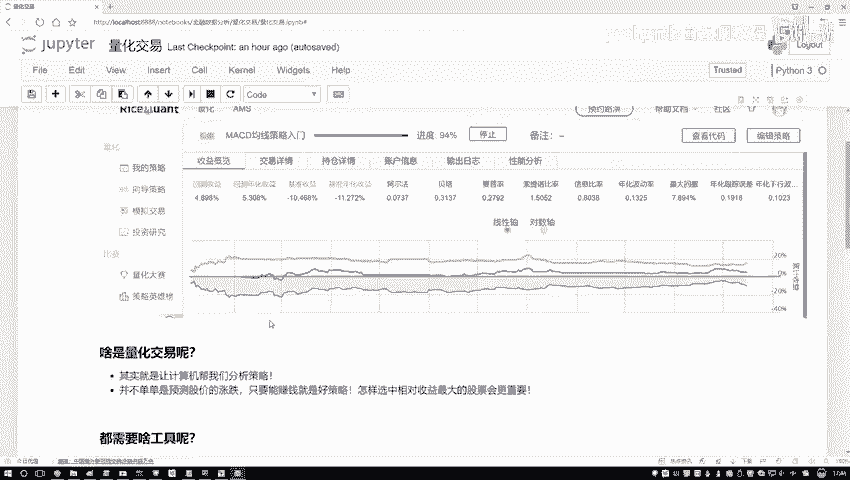 量化交易
http://localhost:8888/notebooks/金融数据分析/量化交易/量化交易.ipynb#
jupyter 量化交易 Last Checkpoint: an hour ago (autosaved)
Logout
File Edit View Insert Cell Kernel Widgets Help
Trusted Python 3
Code
RiceQuant AMS 预约路演 帮助文档 社区
量化
我的策略
向导策略
模拟交易
投资研究
比赛
量化大赛
策略英雄榜
MACD均线策略入门 进度 94% 停止 备注: - 查看代码 编辑策略
收益概览 交易详情 持仓详情 账户信息 输出日志 性能分析
回测收益 回测年化收益 基准收益 基准年化收益 阿尔法 贝塔 夏普率 索提诺比率 信息比率 年化波动率 最大回撤 年化跟踪误差 年化下行波...
4.898% 5.308% -10.468% -11.272% 0.0737 0.3137 0.2792 1.5052 0.8038 0.1325 7.894% 0.1918 0.1023
线性轴 对数轴
20%
0%
-20%
-40%
啥是量化交易呢?
其实就是让计算机帮我们分析策略!
并不单单是预测股价的涨跌，只要能赚钱就是好策略! 怎样选中相对收益最大的股票会更重要!
都需要啥工具呢?